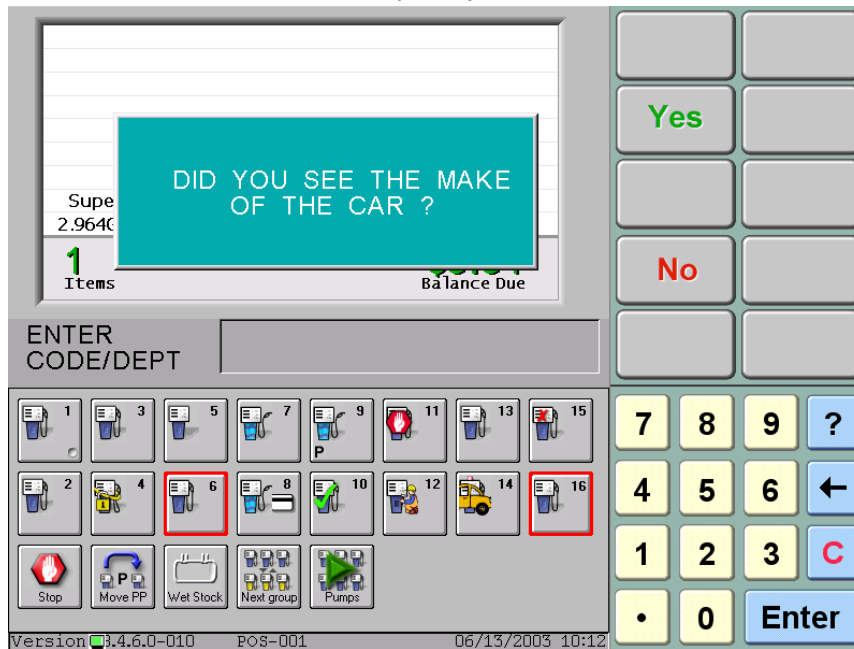 DID YOU SEE THE MAKE
OF THE CAR ?
Supe
2.964G
1
Items
Balance Due
Yes
No
ENTER
CODE/DEPT
1 3 5 7 9 11 13 15
P
2 4 6 8 10 12 14 16
P
Stop Move PP Wet Stock Next group Pumps
7 8 9 ?
4 5 6 ←
1 2 3 C
• 0 Enter
Version 3.4.6.0-010 POS-001 06/13/2003 10:12